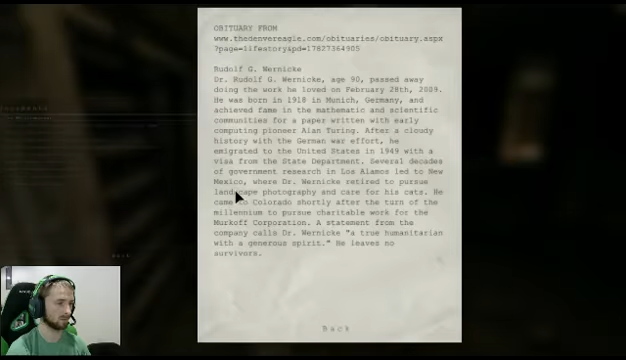 OBITUARY FROM
www.thedenvereagle.com/obituaries/obituary.aspx
?page=lifestory&pd=17827364905
Rudolf G. Wernicke
Dr. Rudolf G. Wernicke, age 90, passed away
doing the work he loved on February 28th, 2009.
He was born in 1918 in Munich, Germany, and
achieved fame in the mathematic and scientific
communities for a paper written with early
computing pioneer Alan Turing. After a cloudy
history with the German war effort, he
emigrated to the United States in 1949 with a
visa from the State Department. Several decades
of government research in Los Alamos led to New
Mexico, where Dr. Wernicke retired to pursue
landscape photography and care for his cats. He
came to Colorado shortly after the turn of the
millennium to pursue charitable work for the
Murkoff Corporation. A statement from the
company calls Dr. Wernicke "a true humanitarian
with a generous spirit." He leaves no
survivors.
Back